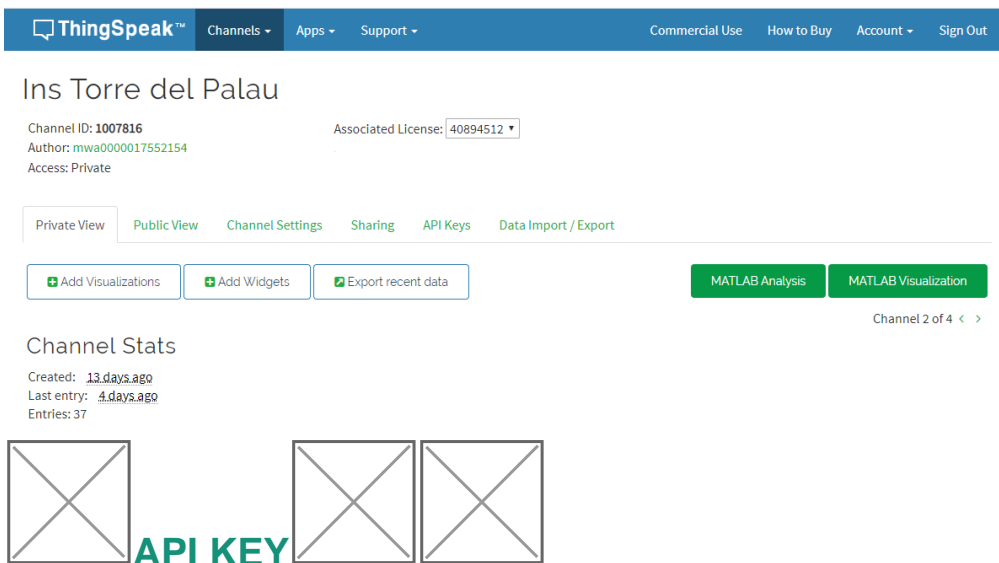 ThingSpeak™ Channels Apps Support Commercial Use How to Buy Account Sign Out
Ins Torre del Palau
Channel ID: 1007816 Associated License: 40894512
Author: mwa0000017552154
Access: Private
Private View Public View Channel Settings Sharing API Keys Data Import / Export
Add Visualizations Add Widgets Export recent data MATLAB Analysis MATLAB Visualization
Channel 2 of 4 < >
Channel Stats
Created: 13 days ago
Last entry: 4 days ago
Entries: 37
API KEY